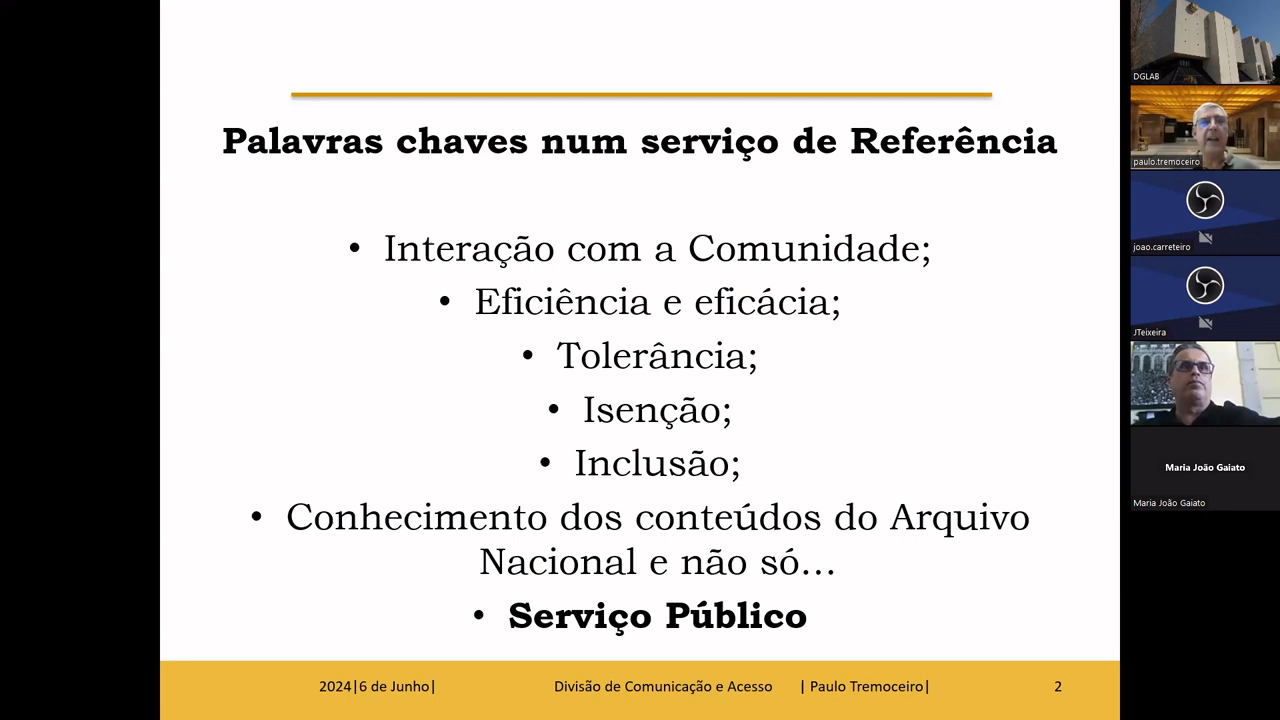 Palavras chaves num serviço de Referência
• Interação com a Comunidade;
• Eficiência e eficácia;
• Tolerância;
• Isenção;
• Inclusão;
• Conhecimento dos conteúdos do Arquivo
Nacional e não só...
• Serviço Público
2024|6 de Junho| Divisão de Comunicação e Acesso | Paulo Tremoceiro| 2
DGLAB
paulo.tremoceiro
joao.carreteiro
JTeixeira
Maria João Gaiato
Maria João Gaiato